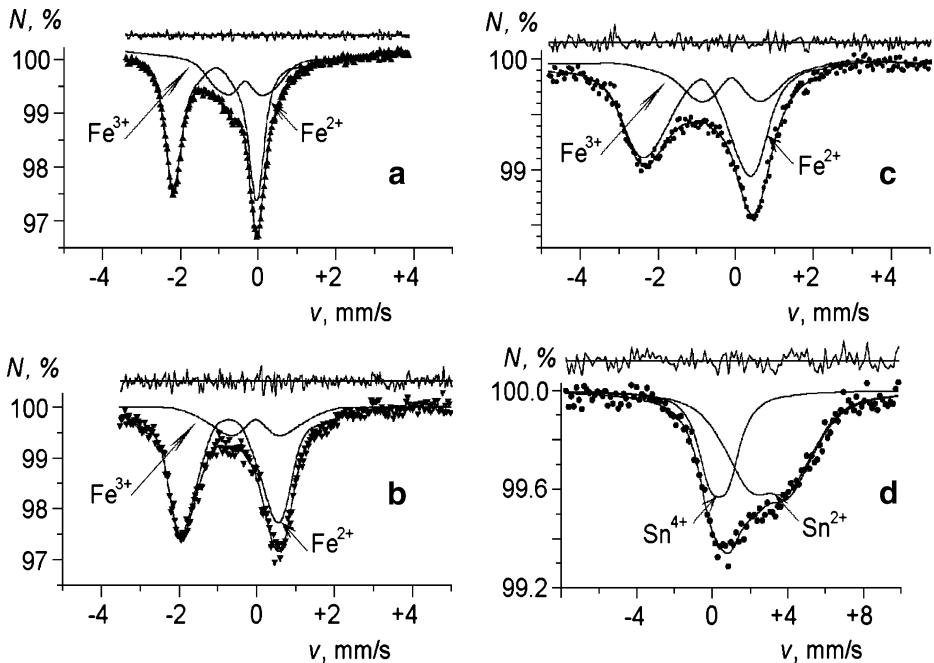 N, %
100
99
98
97
Fe3+
Fe2+
a
-4
-2
0
+2
+4
v, mm/s
N, %
100
99
Fe3+
Fe2+
c
-4
-2
0
+2
+4
v, mm/s
N, %
100
99
98
97
Fe3+
Fe2+
b
-4
-2
0
+2
+4
v, mm/s
N, %
100.0
99.6
99.2
Sn4+
Sn2+
d
-4
0
+4
+8
v, mm/s